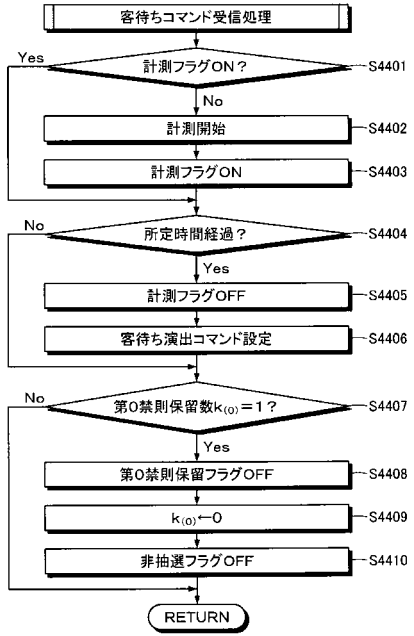 客待ちコマンド受信処理
Yes
計測フラグON?
S4401
No
計測開始
S4402
計測フラグON
S4403
No
所定時間経過?
S4404
Yes
計測フラグOFF
S4405
客待ち演出コマンド設定
S4406
No
第0禁則保留数k(0)=1?
S4407
Yes
第0禁則保留フラグOFF
S4408
k(0)←0
S4409
非抽選フラグOFF
S4410
RETURN